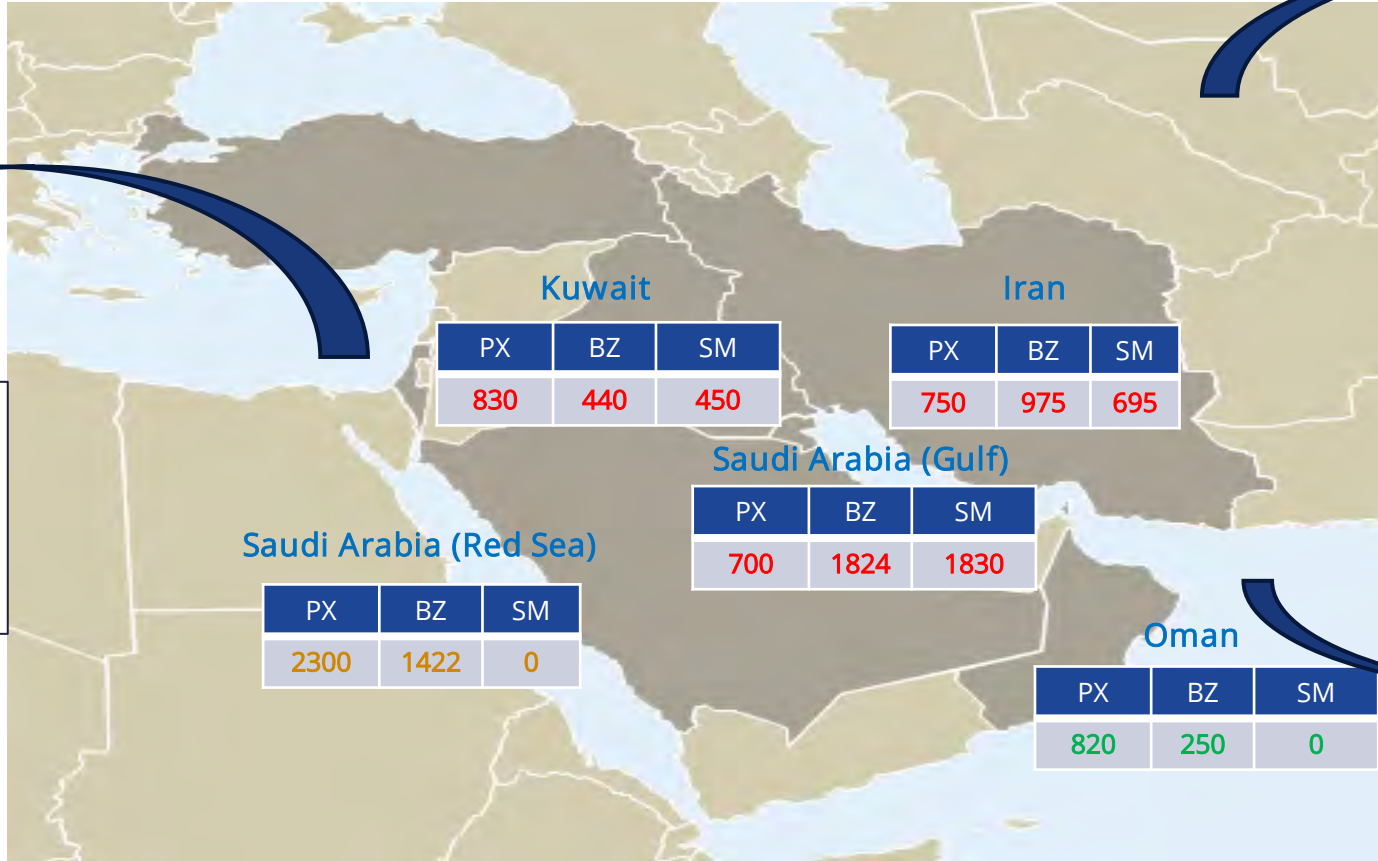 Kuwait
PX BZ SM
830 440 450
Iran
PX BZ SM
750 975 695
Saudi Arabia (Gulf)
PX BZ SM
700 1824 1830
Saudi Arabia (Red Sea)
PX BZ SM
2300 1422 0
Oman
PX BZ SM
820 250 0